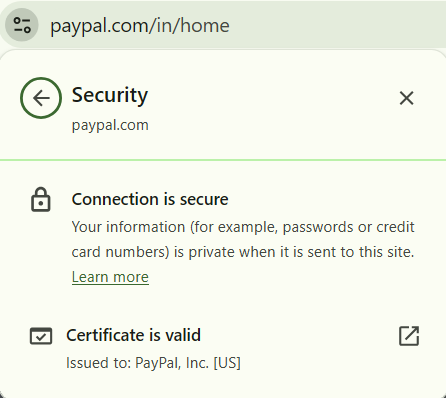 paypal.com/in/home
Security
paypal.com
Connection is secure
Your information (for example, passwords or credit
card numbers) is private when it is sent to this site.
Learn more
Certificate is valid
Issued to: PayPal, Inc. [US]